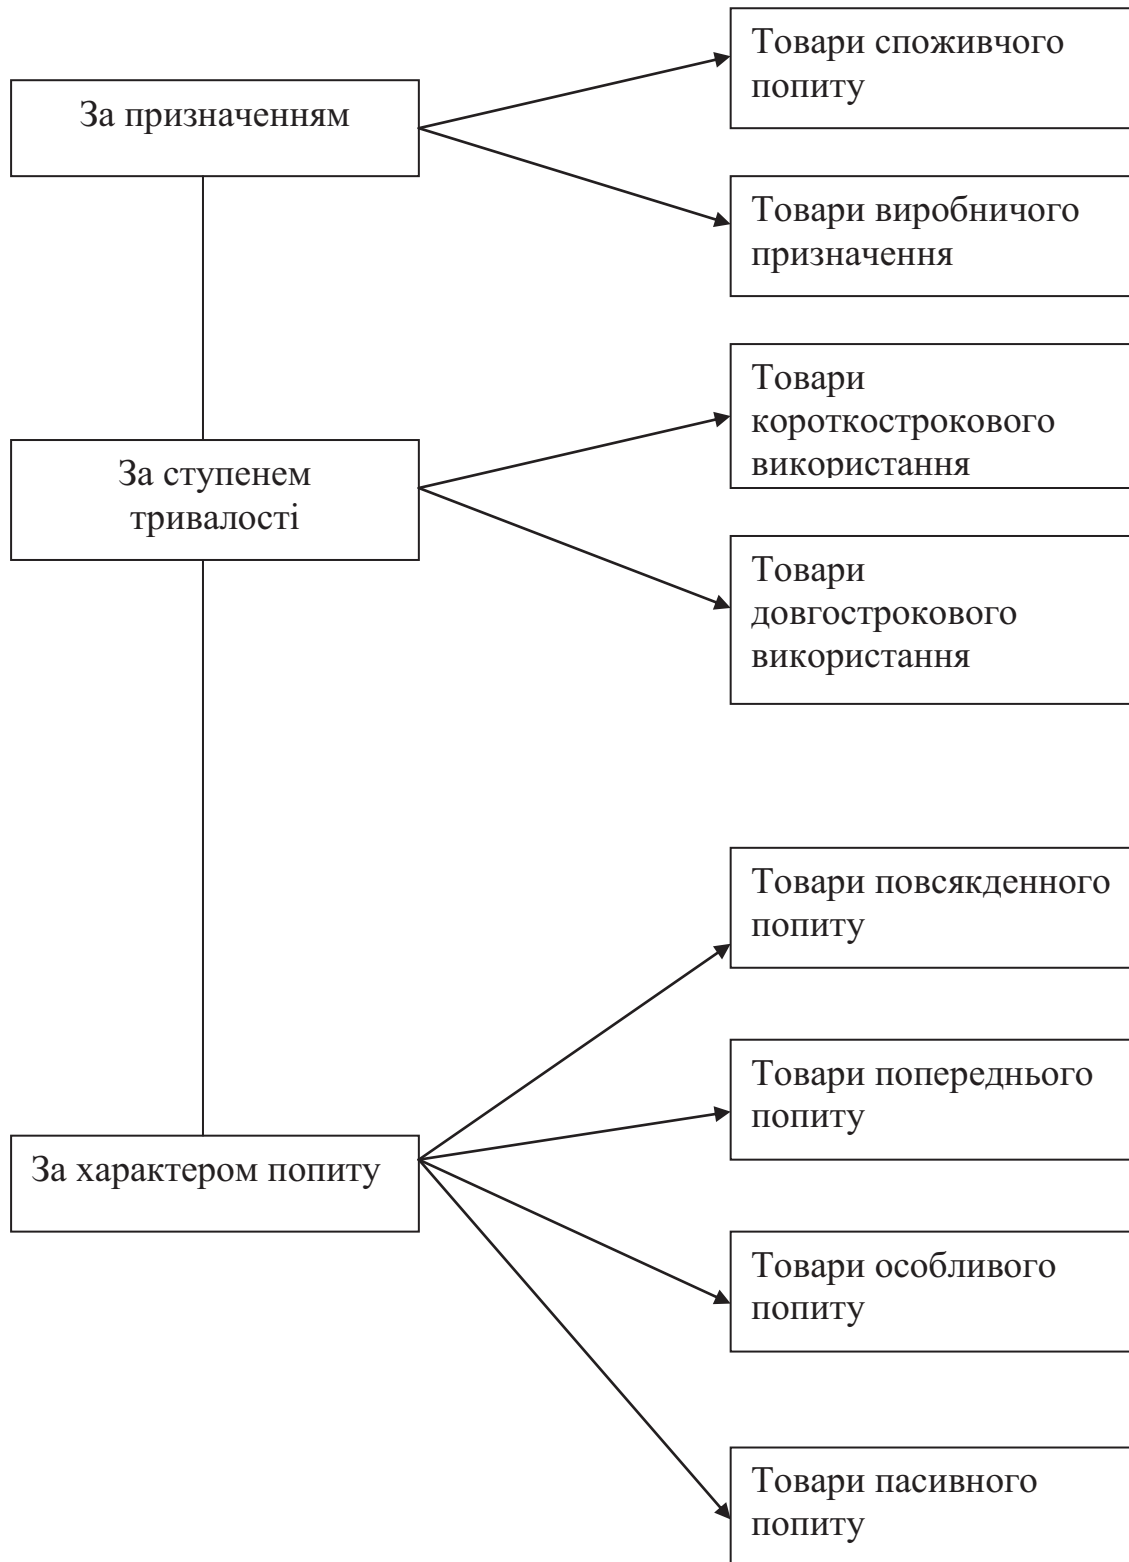 За призначенням
Товари споживчого
попиту
Товари виробничого
призначення
За ступенем
тривалості
Товари
короткострокового
використання
Товари
довгострокового
використання
За характером попиту
Товари повсякденного
попиту
Товари попереднього
попиту
Товари особливого
попиту
Товари пасивного
попиту